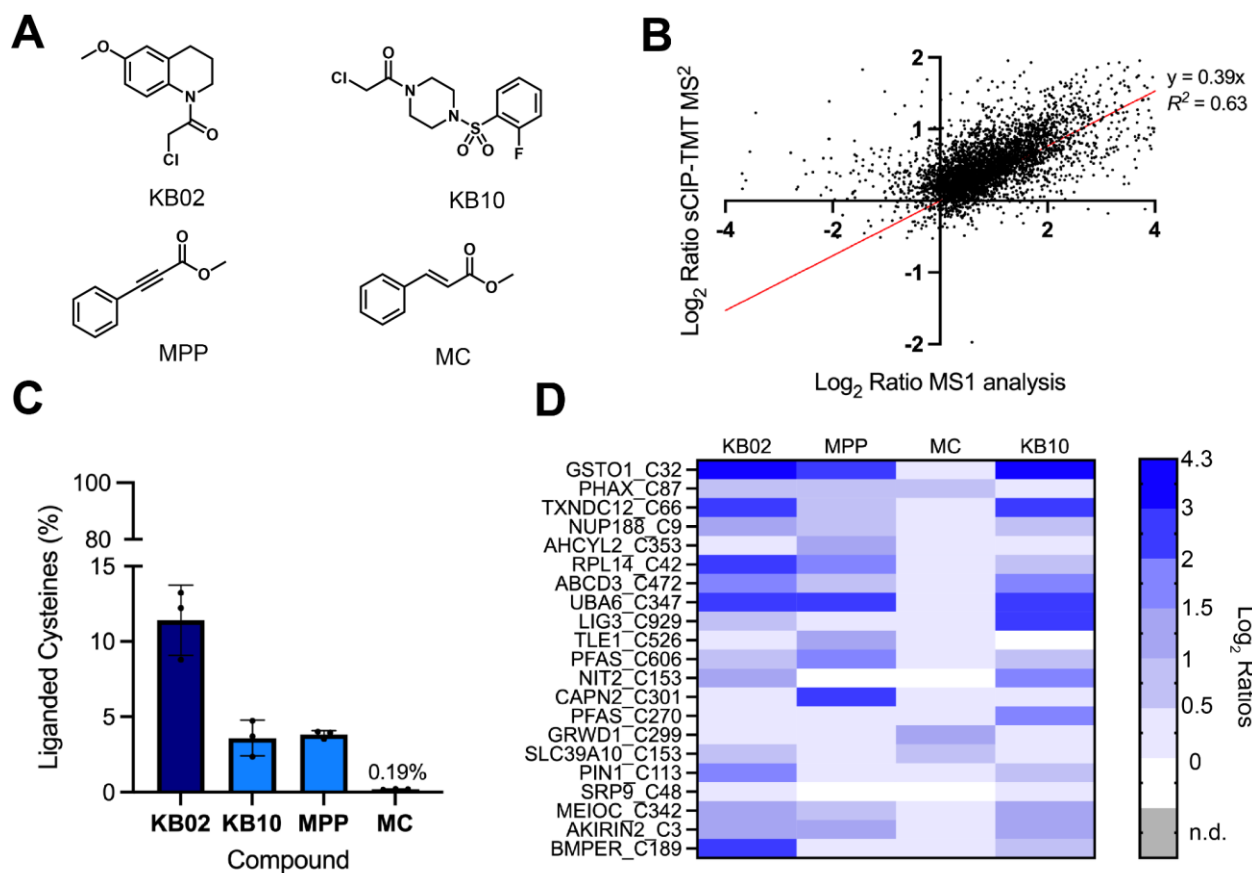 A
O
N
O
Cl
KB02
O
Cl
N
N
S
O O
F
KB10
O
O
MPP
O
O
MC
B
Log2 Ratio sCIP-TMT MS2
2
1
-4
-2
2
4
-1
-2
y = 0.39x
R2 = 0.63
Log2 Ratio MS1 analysis
C
Liganded Cysteines (%)
100
80
15
10
5
0
0.19%
KB02 KB10 MPP MC
Compound
D
KB02 MPP MC KB10
GSTO1_C32
PHAX_C87
TXNDC12_C66
NUP188_C9
AHCYL2_C353
RPL14_C42
ABCD3_C472
UBA6_C347
LIG3_C929
TLE1_C526
PFAS_C606
NIT2_C153
CAPN2_C301
PFAS_C270
GRWD1_C299
SLC39A10_C153
PIN1_C113
SRP9_C48
MEIOC_C342
AKIRIN2_C3
BMPER_C189
4.3
3
2
1.5
1
0.5
0
n.d.
Log2 Ratios